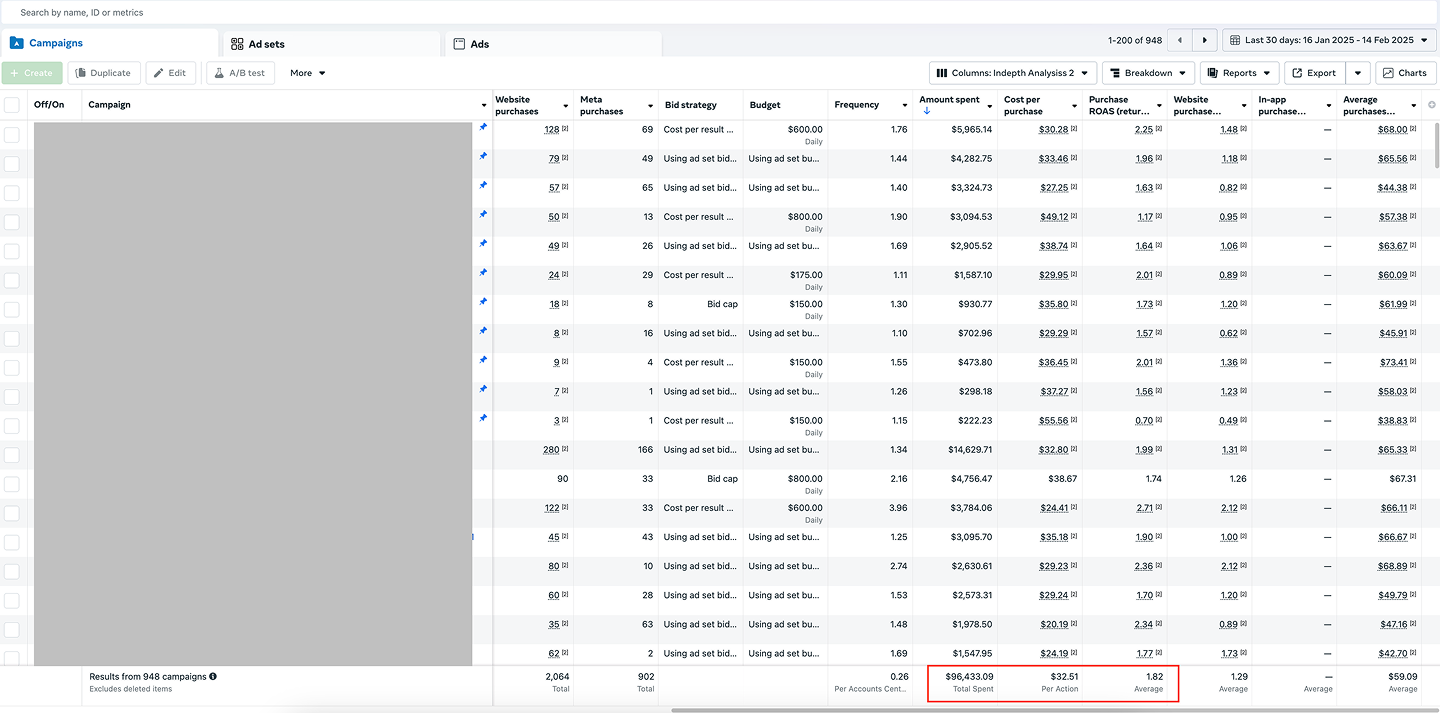 Search by name, ID or metrics
Campaigns Ad sets Ads 1-200 of 948 Last 30 days: 16 Jan 2025 - 14 Feb 2025
+ Create Duplicate Edit A/B test More Columns: Indepth Analysiss 2 Breakdown Reports Export Charts
Off/On Campaign Website purchases Meta purchases Bid strategy Budget Frequency Amount spent Cost per purchase Purchase ROAS (retur... Website purchase... In-app purchase... Average purchases...
128 [2] 69 Cost per result ... $600.00 1.76 $5,965.14 $30.28 [2] 2.25 [2] 1.48 [2] — $68.00 [2]
Daily
79 [2] 49 Using ad set bid... Using ad set bu... 1.44 $4,282.75 $33.46 [2] 1.96 [2] 1.18 [2] — $65.56 [2]
57 [2] 65 Using ad set bid... Using ad set bu... 1.40 $3,324.73 $27.25 [2] 1.63 [2] 0.82 [2] — $44.38 [2]
50 [2] 13 Cost per result ... $800.00 1.90 $3,094.53 $49.12 [2] 1.17 [2] 0.95 [2] — $57.38 [2]
Daily
49 [2] 26 Using ad set bid... Using ad set bu... 1.69 $2,905.52 $38.74 [2] 1.64 [2] 1.06 [2] — $63.67 [2]
24 [2] 29 Cost per result ... $175.00 1.11 $1,587.10 $29.95 [2] 2.01 [2] 0.89 [2] — $60.09 [2]
Daily
18 [2] 8 Bid cap $150.00 1.30 $930.77 $35.80 [2] 1.73 [2] 1.20 [2] — $61.99 [2]
Daily
8 [2] 16 Using ad set bid... Using ad set bu... 1.10 $702.96 $29.29 [2] 1.57 [2] 0.62 [2] — $45.91 [2]
9 [2] 4 Cost per result ... $150.00 1.55 $473.80 $36.45 [2] 2.01 [2] 1.36 [2] — $73.41 [2]
Daily
7 [2] 1 Using ad set bid... Using ad set bu... 1.26 $298.18 $37.27 [2] 1.56 [2] 1.23 [2] — $58.03 [2]
3 [2] 1 Cost per result ... $150.00 1.15 $222.23 $55.56 [2] 0.70 [2] 0.49 [2] — $38.83 [2]
Daily
280 [2] 166 Using ad set bid... Using ad set bu... 1.34 $14,629.71 $32.80 [2] 1.99 [2] 1.31 [2] — $65.33 [2]
90 33 Bid cap $800.00 2.16 $4,756.47 $38.67 1.74 1.26 — $67.31
Daily
122 [2] 33 Cost per result ... $600.00 3.96 $3,784.06 $24.41 [2] 2.71 [2] 2.12 [2] — $66.11 [2]
Daily
45 [2] 43 Using ad set bid... Using ad set bu... 1.25 $3,095.70 $35.18 [2] 1.90 [2] 1.00 [2] — $66.67 [2]
80 [2] 10 Using ad set bid... Using ad set bu... 2.74 $2,630.61 $29.23 [2] 2.36 [2] 2.12 [2] — $68.89 [2]
60 [2] 28 Using ad set bid... Using ad set bu... 1.53 $2,573.31 $29.24 [2] 1.70 [2] 1.20 [2] — $49.79 [2]
35 [2] 63 Using ad set bid... Using ad set bu... 1.48 $1,978.50 $20.19 [2] 2.34 [2] 0.89 [2] — $47.16 [2]
62 [2] 2 Using ad set bid... Using ad set bu... 1.69 $1,547.95 $24.19 [2] 1.77 [2] 1.73 [2] — $42.70 [2]
Results from 948 campaigns 2,064 902 0.26 $96,433.09 $32.51 1.82 1.29 — $59.09
Excludes deleted items Total Total Per Accounts Cent... Total Spent Per Action Average Average Average Average